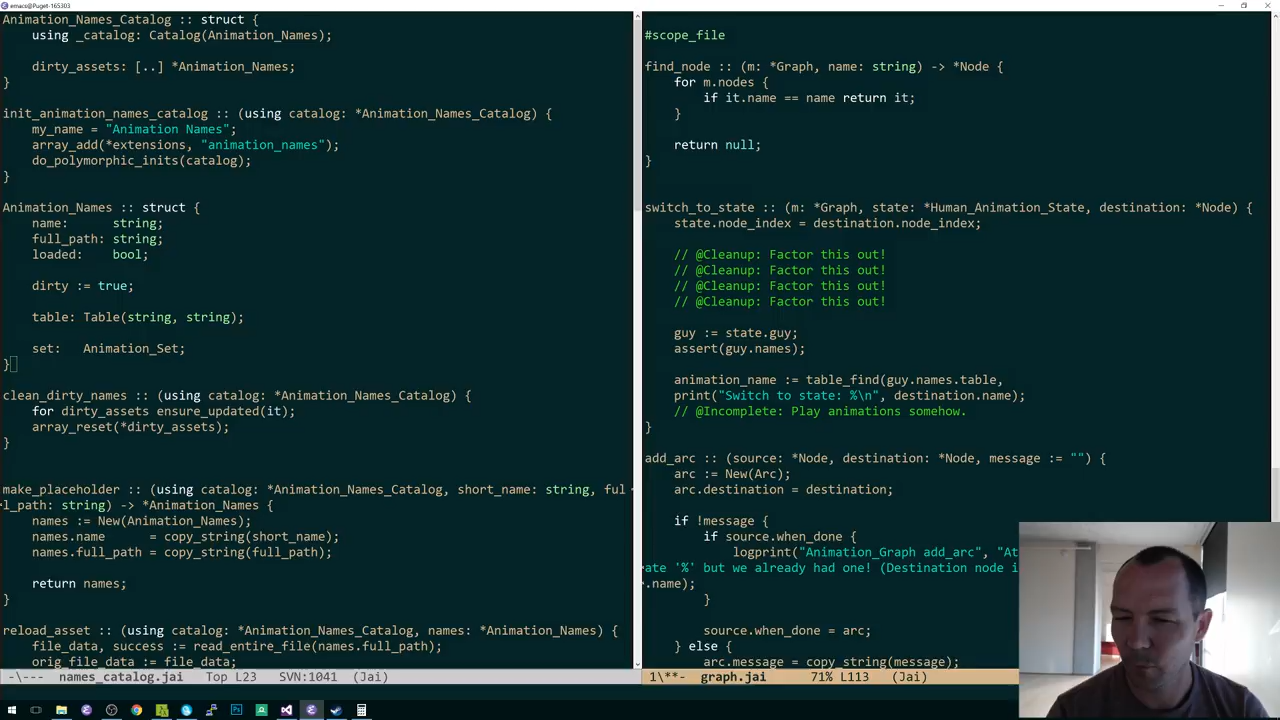 emacs@Puget-165303
Animation_Names_Catalog :: struct {
    using _catalog: Catalog(Animation_Names);
    dirty_assets: [..] *Animation_Names;
}
init_animation_names_catalog :: (using catalog: *Animation_Names_Catalog) {
    my_name = "Animation Names";
    array_add(*extensions, "animation_names");
    do_polymorphic_inits(catalog);
}
Animation_Names :: struct {
    name:      string;
    full_path: string;
    loaded:    bool;
    dirty := true;
    table: Table(string, string);
    set:   Animation_Set;
}
clean_dirty_names :: (using catalog: *Animation_Names_Catalog) {
    for dirty_assets ensure_updated(it);
    array_reset(*dirty_assets);
}
make_placeholder :: (using catalog: *Animation_Names_Catalog, short_name: string, ful
l_path: string) -> *Animation_Names {
    names := New(Animation_Names);
    names.name      = copy_string(short_name);
    names.full_path = copy_string(full_path);
    return names;
}
reload_asset :: (using catalog: *Animation_Names_Catalog, names: *Animation_Names) {
    file_data, success := read_entire_file(names.full_path);
    orig_file_data := file_data;
-\---  names_catalog.jai   Top L23   SVN:1041  (Jai)
#scope_file
find_node :: (m: *Graph, name: string) -> *Node {
    for m.nodes {
        if it.name == name return it;
    }
    return null;
}
switch_to_state :: (m: *Graph, state: *Human_Animation_State, destination: *Node) {
    state.node_index = destination.node_index;
    // @Cleanup: Factor this out!
    // @Cleanup: Factor this out!
    // @Cleanup: Factor this out!
    // @Cleanup: Factor this out!
    guy := state.guy;
    assert(guy.names);
    animation_name := table_find(guy.names.table,
    print("Switch to state: %\n", destination.name);
    // @Incomplete: Play animations somehow.
}
add_arc :: (source: *Node, destination: *Node, message := "") {
    arc := New(Arc);
    arc.destination = destination;
    if !message {
        if source.when_done {
            logprint("Animation_Graph add_arc", "At
ate '%' but we already had one! (Destination node i
.name);
        }
        source.when_done = arc;
    } else {
        arc.message = copy_string(message);
1\**-  graph.jai      71% L113   (Jai)